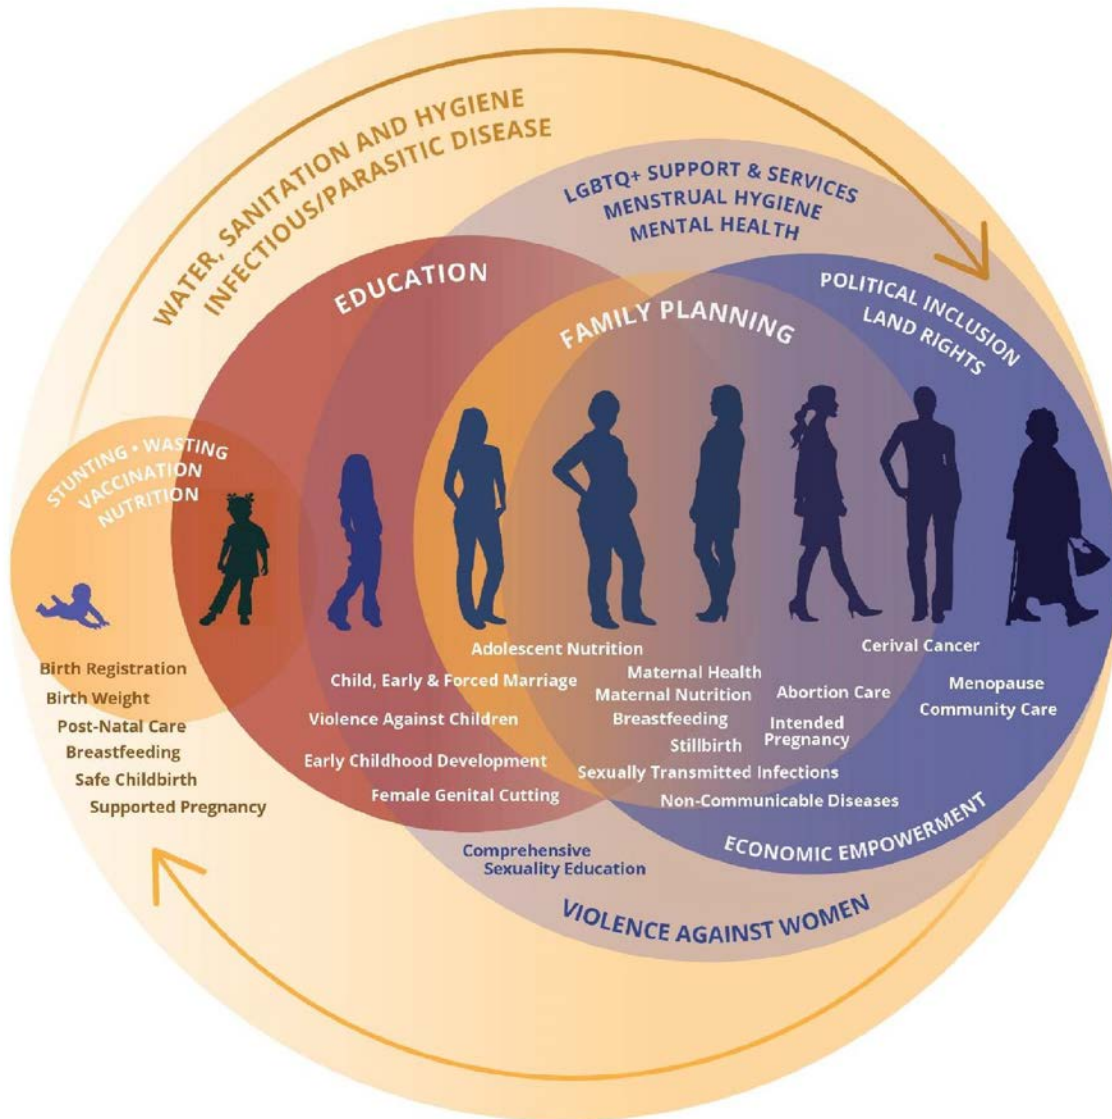 WATER, SANITATION AND HYGIENE
INFECTIOUS/PARASITIC DISEASE
LGBTQ+ SUPPORT & SERVICES
MENSTRUAL HYGIENE
MENTAL HEALTH
EDUCATION
FAMILY PLANNING
POLITICAL INCLUSION
LAND RIGHTS
STUNTING • WASTING
VACCINATION
NUTRITION
Birth Registration
Birth Weight
Post-Natal Care
Breastfeeding
Safe Childbirth
Supported Pregnancy
Adolescent Nutrition
Child, Early & Forced Marriage
Violence Against Children
Early Childhood Development
Female Genital Cutting
Maternal Health
Maternal Nutrition
Breastfeeding
Stillbirth
Sexually Transmitted Infections
Non-Communicable Diseases
Abortion Care
Intended
Pregnancy
Cerival Cancer
Menopause
Community Care
ECONOMIC EMPOWERMENT
Comprehensive
Sexuality Education
VIOLENCE AGAINST WOMEN